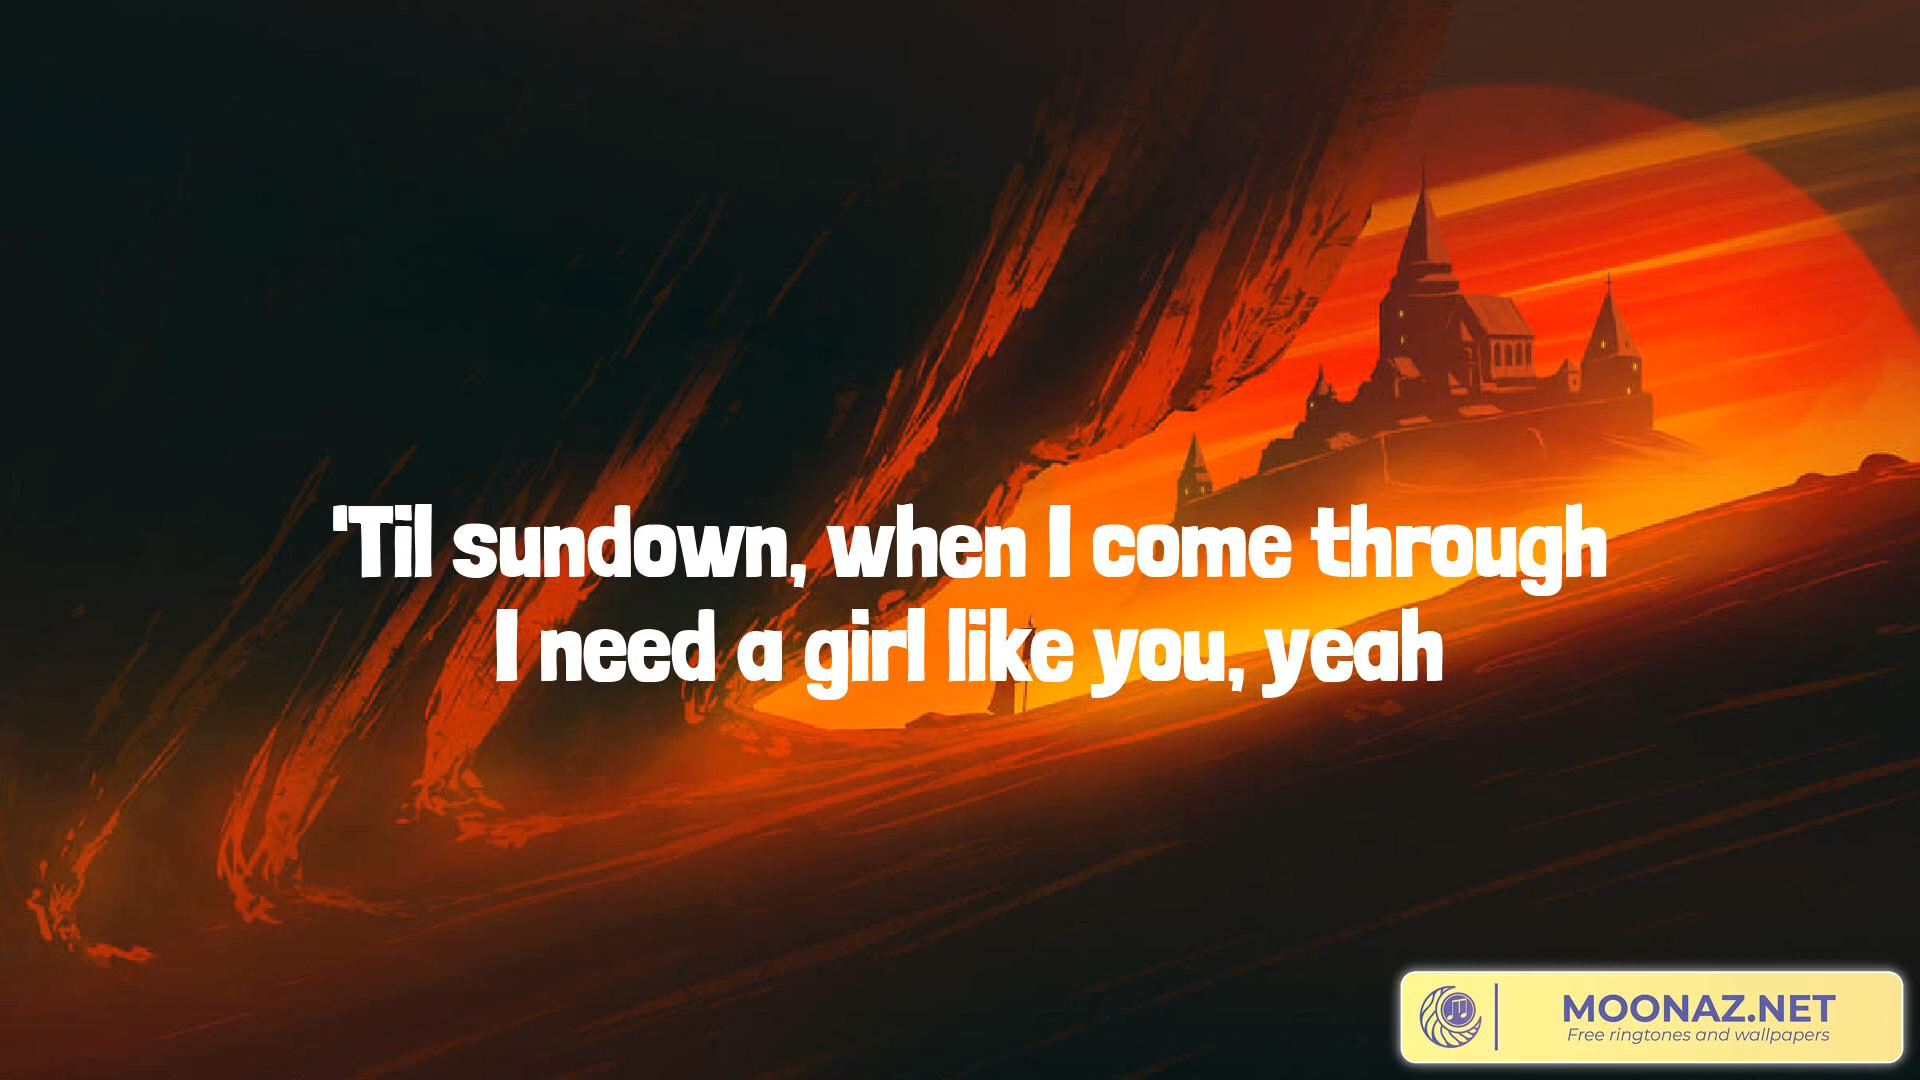 'Til sundown, when I come through
I need a girl like you, yeah
MOONAZ.NET
Free ringtones and wallpapers